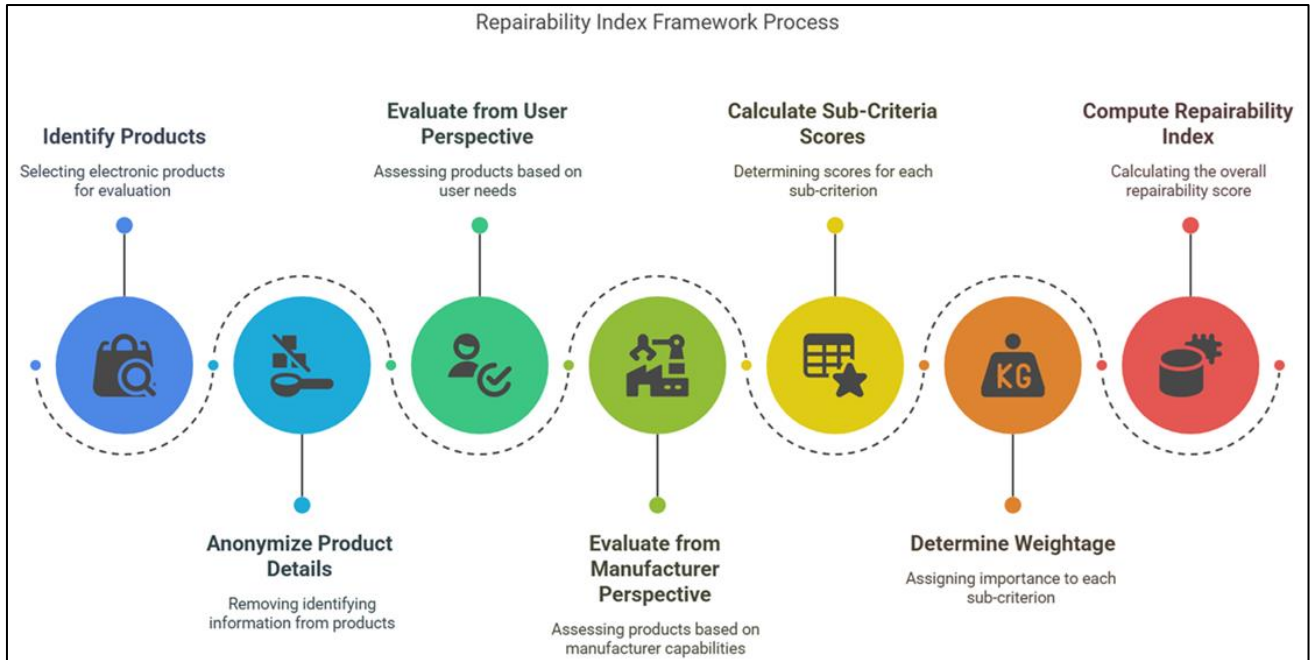 Repairability Index Framework Process
Identify Products
Selecting electronic products
for evaluation
Anonymize Product
Details
Removing identifying
information from products
Evaluate from User
Perspective
Assessing products based on
user needs
Evaluate from
Manufacturer
Perspective
Assessing products based on
manufacturer capabilities
Calculate Sub-Criteria
Scores
Determining scores for each
sub-criterion
KG
Determine Weightage
Assigning importance to each
sub-criterion
Compute Repairability
Index
Calculating the overall
repairability score